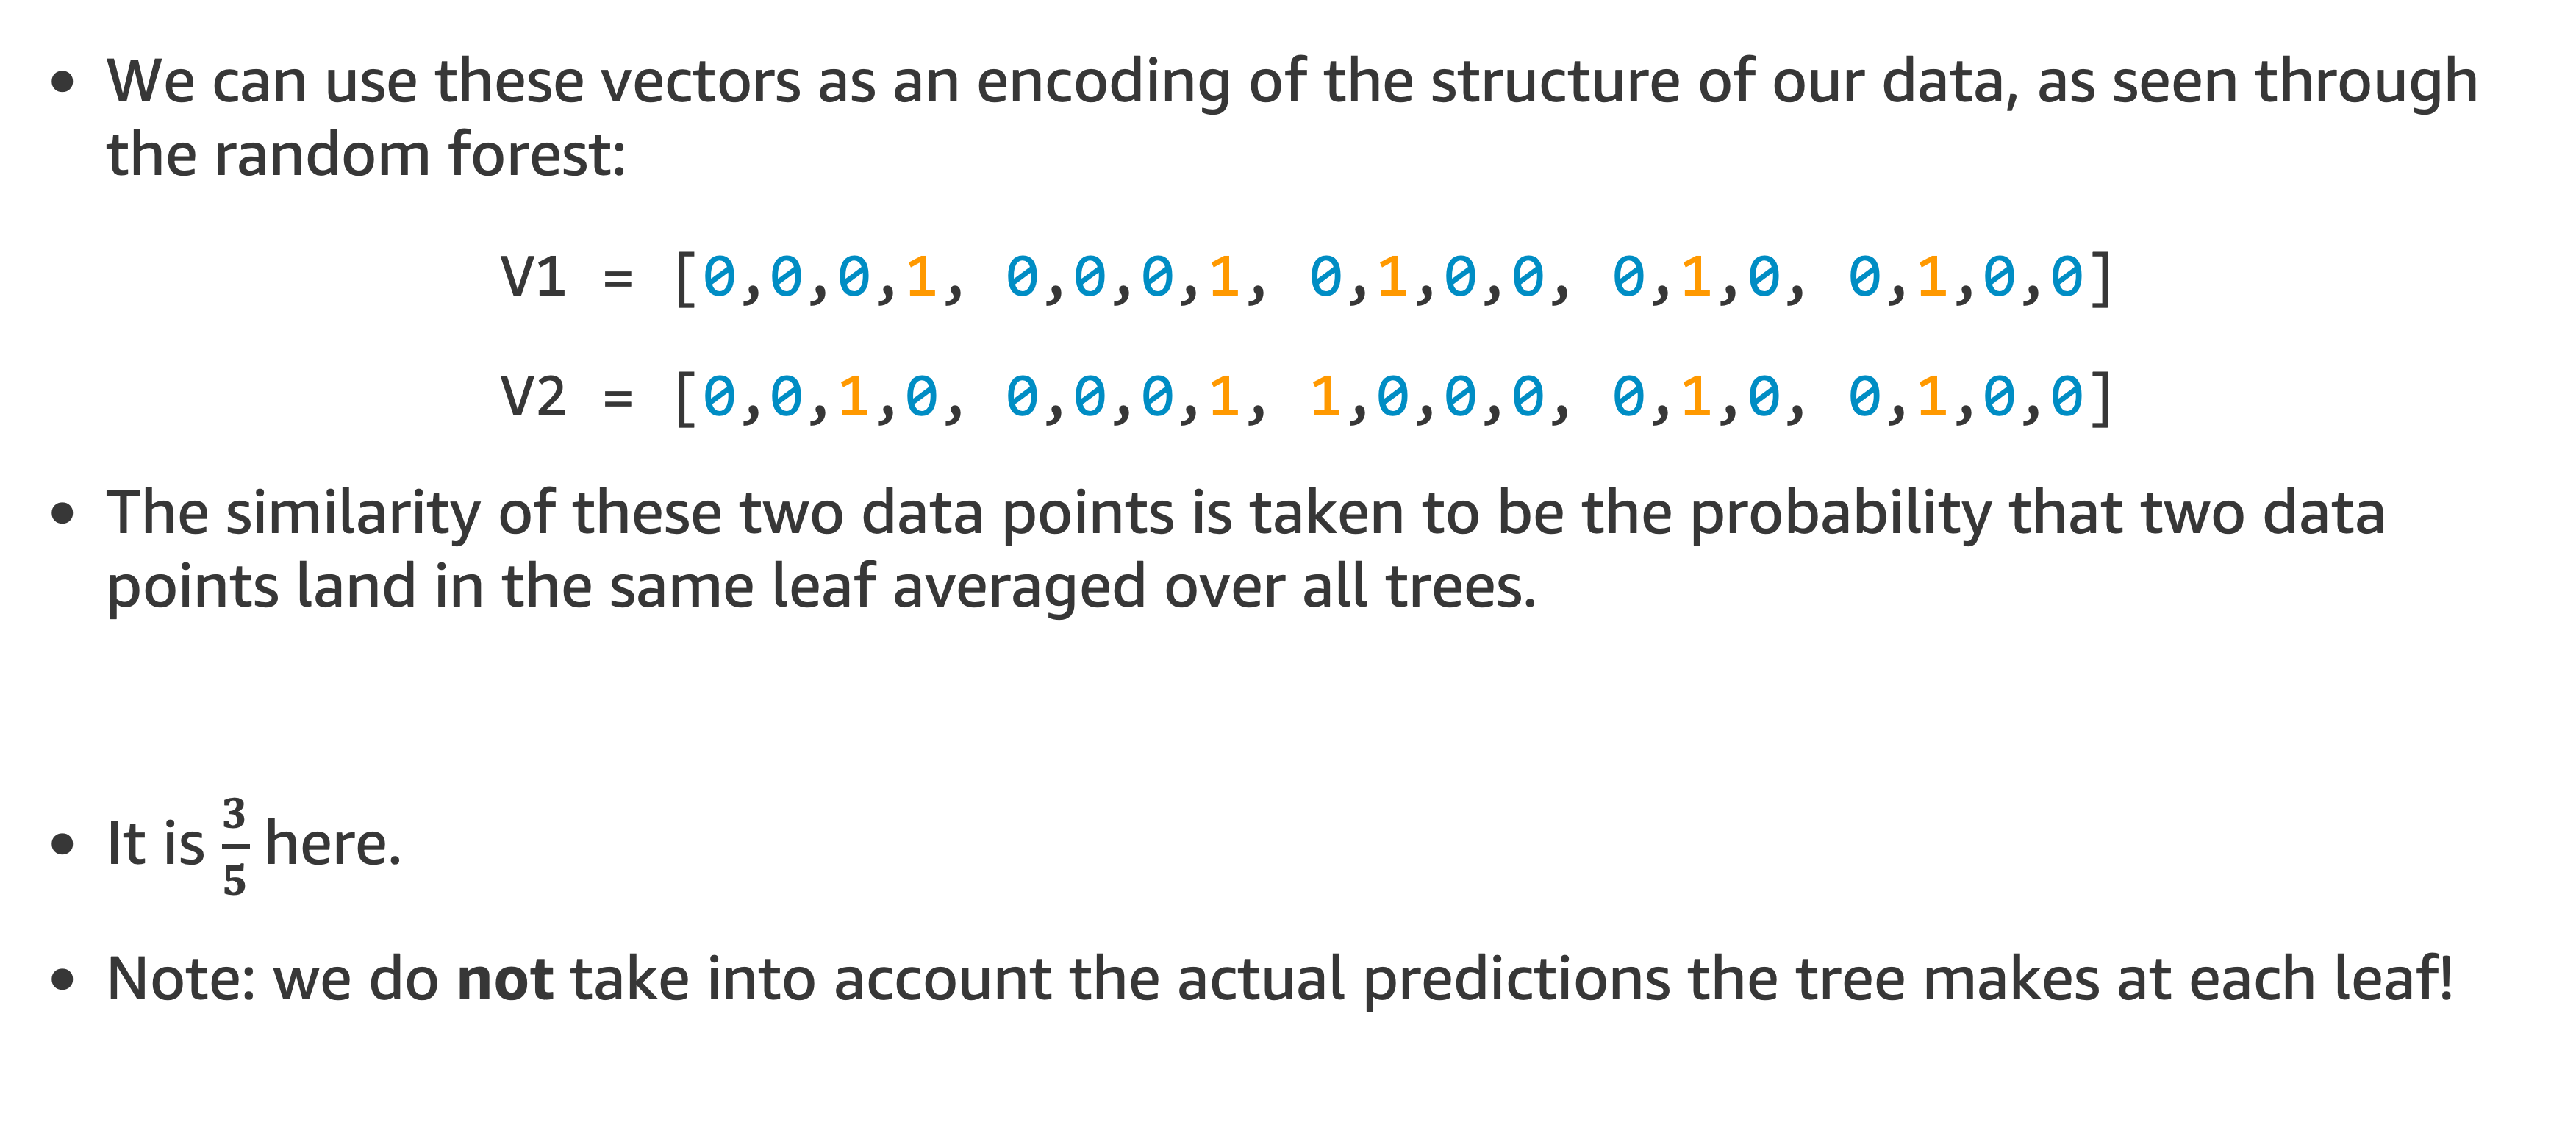 • We can use these vectors as an encoding of the structure of our data, as seen through
the random forest:
V1 = [0,0,0,1, 0,0,0,1, 0,1,0,0, 0,1,0, 0,1,0,0]
V2 = [0,0,1,0, 0,0,0,1, 1,0,0,0, 0,1,0, 0,1,0,0]
• The similarity of these two data points is taken to be the probability that two data
points land in the same leaf averaged over all trees.
• It is 3/5 here.
• Note: we do not take into account the actual predictions the tree makes at each leaf!